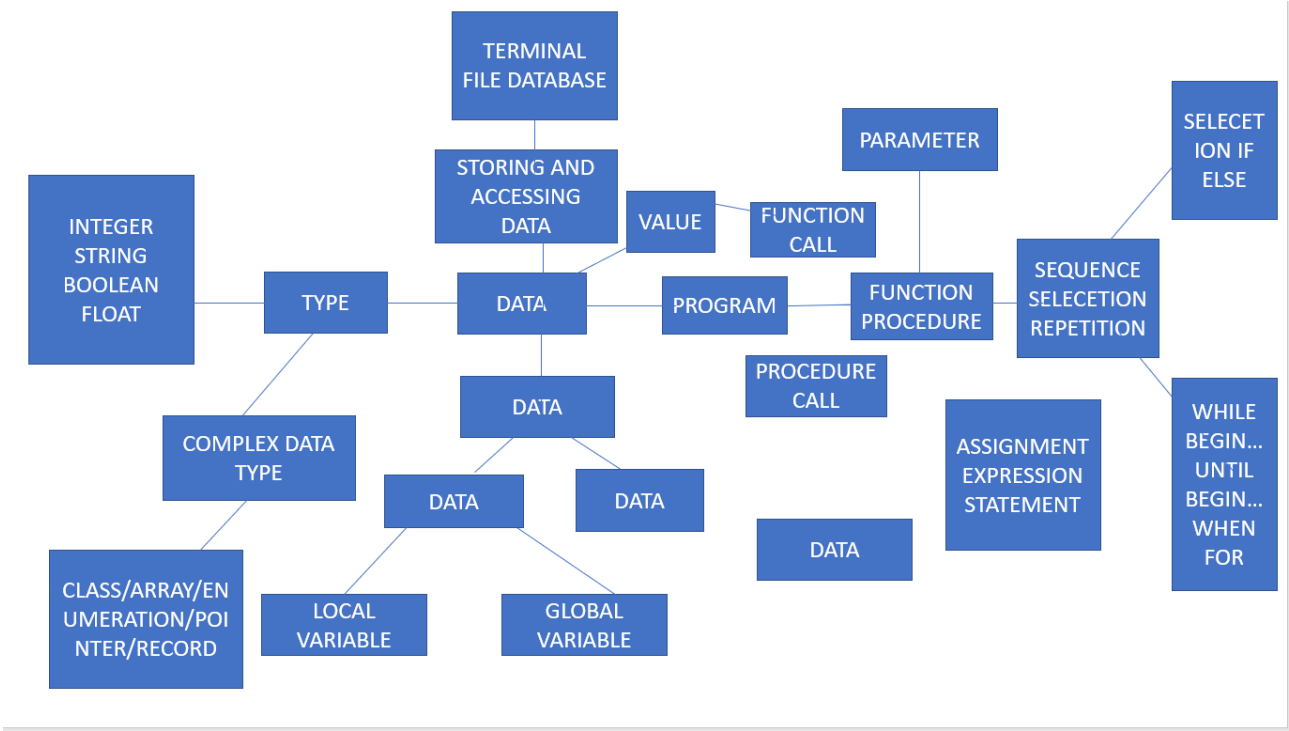 TERMINAL
FILE DATABASE
STORING AND
ACCESSING
DATA
VALUE
FUNCTION
CALL
PARAMETER
SELECET
ION IF
ELSE
INTEGER
STRING
BOOLEAN
FLOAT
TYPE
DATA
PROGRAM
FUNCTION
PROCEDURE
SEQUENCE
SELECETION
REPETITION
PROCEDURE
CALL
DATA
COMPLEX DATA
TYPE
DATA
DATA
ASSIGNMENT
EXPRESSION
STATEMENT
WHILE
BEGIN...
UNTIL
BEGIN...
WHEN
FOR
DATA
CLASS/ARRAY/EN
UMERATION/POI
NTER/RECORD
LOCAL
VARIABLE
GLOBAL
VARIABLE